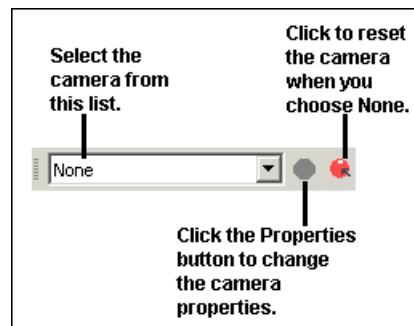 Click to reset
the camera
when you
choose None.
Select the
camera from
this list.
None
Click the Properties
button to change
the camera
properties.